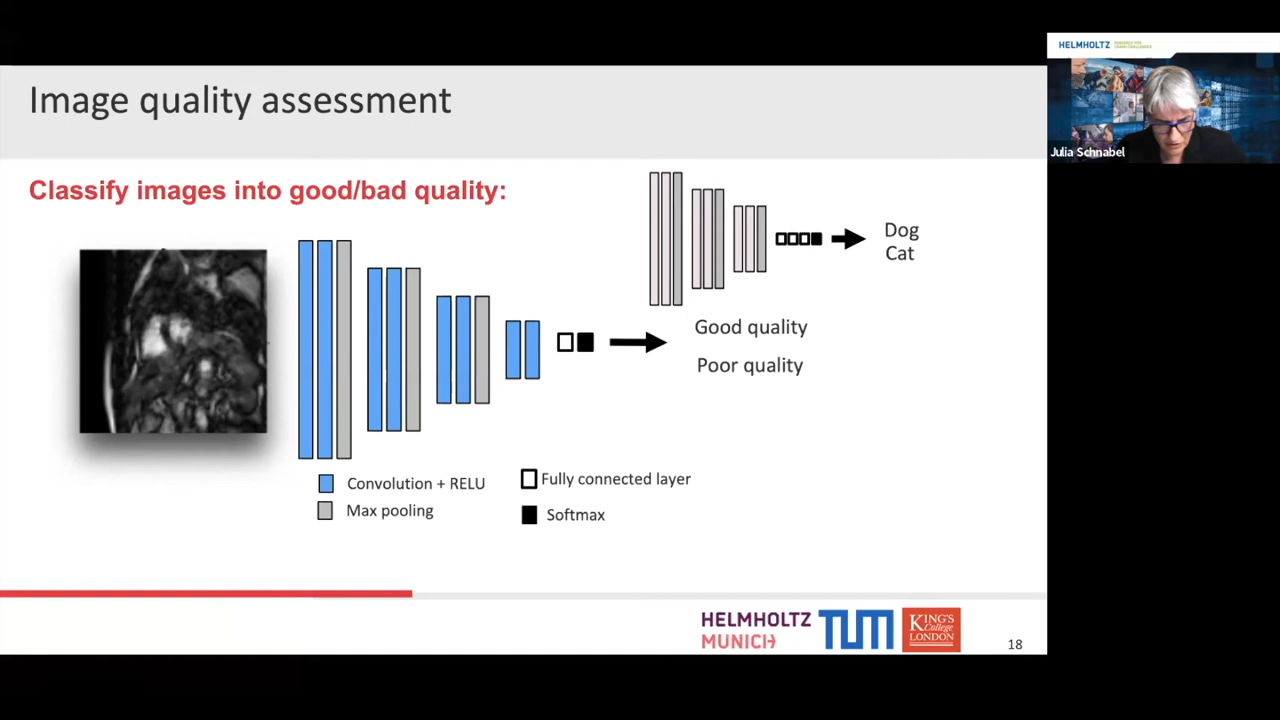 HELMHOLTZ
Image quality assessment
Julia Schnabel
Classify images into good/bad quality:
Dog
Cat
Good quality
Poor quality
Convolution + RELU
Max pooling
Fully connected layer
Softmax
HELMHOLTZ
MUNICH
TUM
KING'S
College
LONDON
18